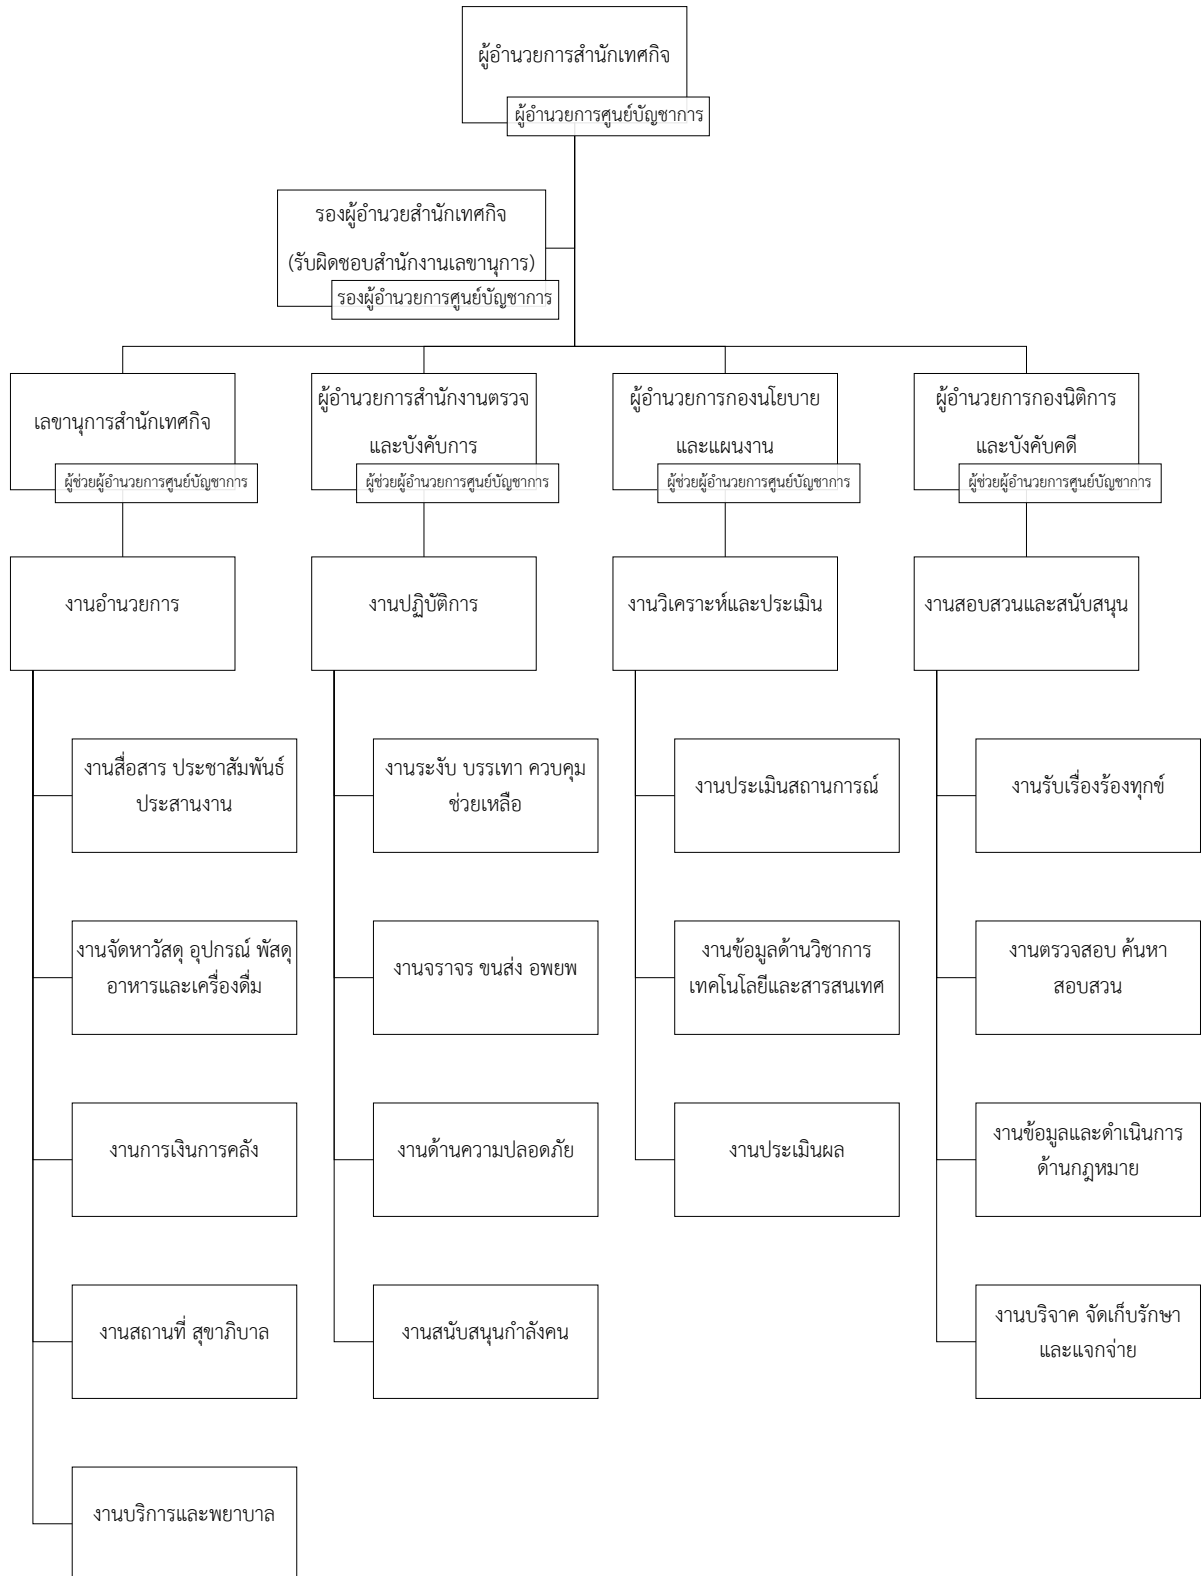 ผู้อำนวยการสำนักเทศกิจ
ผู้อำนวยการศูนย์บัญชาการ
รองผู้อำนวยสำนักเทศกิจ
(รับผิดชอบสำนักงานเลขานุการ)
รองผู้อำนวยการศูนย์บัญชาการ
เลขานุการสำนักเทศกิจ
ผู้ช่วยผู้อำนวยการศูนย์บัญชาการ
ผู้อำนวยการสำนักงานตรวจ
และบังคับการ
ผู้ช่วยผู้อำนวยการศูนย์บัญชาการ
ผู้อำนวยการกองนโยบาย
และแผนงาน
ผู้ช่วยผู้อำนวยการศูนย์บัญชาการ
ผู้อำนวยการกองนิติการ
และบังคับคดี
ผู้ช่วยผู้อำนวยการศูนย์บัญชาการ
งานอำนวยการ
งานปฏิบัติการ
งานวิเคราะห์และประเมิน
งานสอบสวนและสนับสนุน
งานสื่อสาร ประชาสัมพันธ์
ประสานงาน
งานระงับ บรรเทา ควบคุม
ช่วยเหลือ
งานประเมินสถานการณ์
งานรับเรื่องร้องทุกข์
งานจัดหาวัสดุ อุปกรณ์ พัสดุ
อาหารและเครื่องดื่ม
งานจราจร ขนส่ง อพยพ
งานข้อมูลด้านวิชาการ
เทคโนโลยีและสารสนเทศ
งานตรวจสอบ ค้นหา
สอบสวน
งานการเงินการคลัง
งานด้านความปลอดภัย
งานประเมินผล
งานข้อมูลและดำเนินการ
ด้านกฎหมาย
งานสถานที่ สุขาภิบาล
งานสนับสนุนกำลังคน
งานบริจาค จัดเก็บรักษา
และแจกจ่าย
งานบริการและพยาบาล